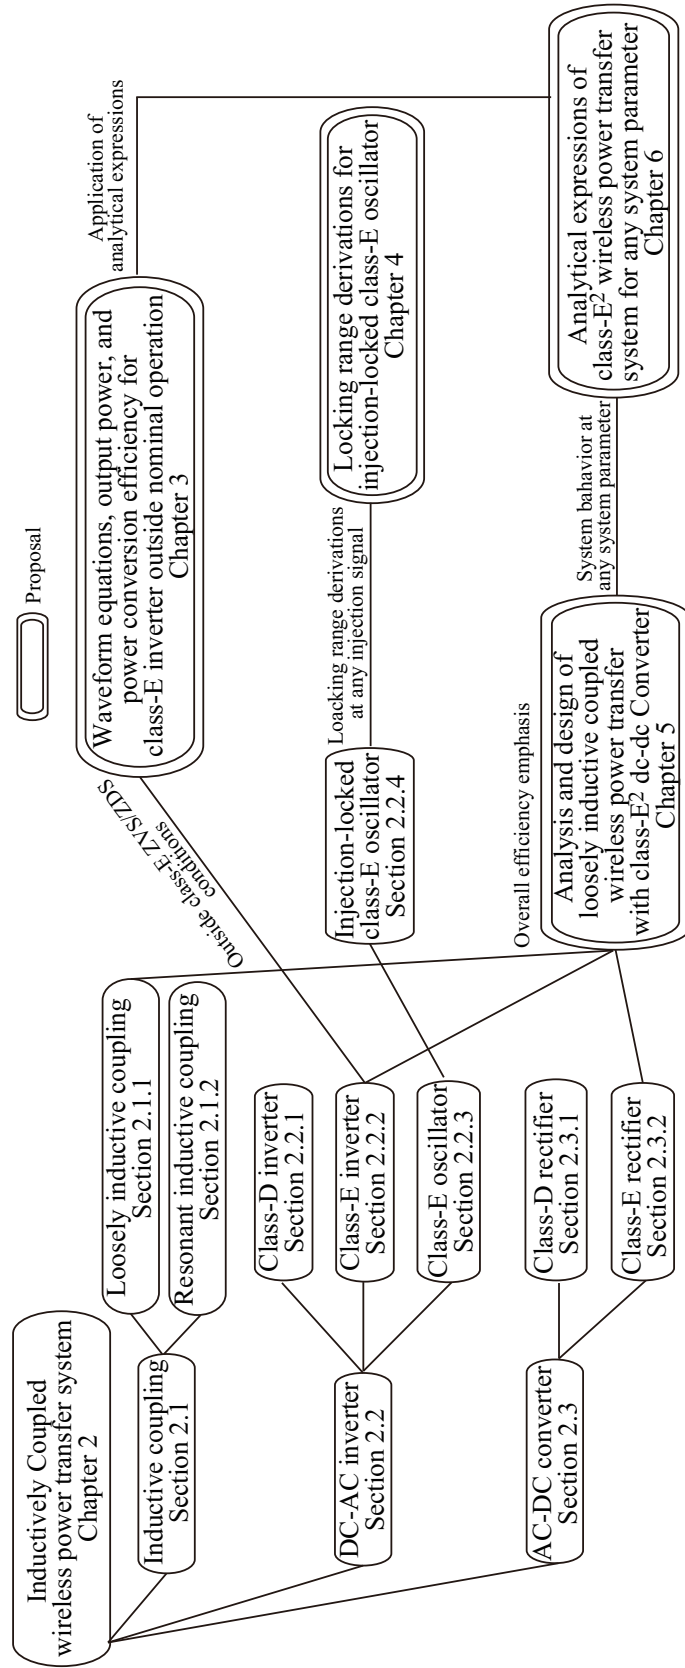 Inductively Coupled
wireless power transfer system
Chapter 2
Inductive coupling
Section 2.1
DC-AC inverter
Section 2.2
AC-DC converter
Section 2.3
Loosely inductive coupling
Section 2.1.1
Resonant inductive coupling
Section 2.1.2
Class-D inverter
Section 2.2.1
Class-E inverter
Section 2.2.2
Class-E oscillator
Section 2.2.3
Class-D rectifier
Section 2.3.1
Class-E rectifier
Section 2.3.2
Outside class-E ZVS/ZDS
conditions
Injection-locked
class-E oscillator
Section 2.2.4
Overall efficiency emphasis
Analysis and design of
loosely inductive coupled
wireless power transfer
with class-E² dc-dc Converter
Chapter 5
Proposal
Waveform equations, output power, and
power conversion efficiency for
class-E inverter outside nominal operation
Chapter 3
Loacking range derivations
at any injection signal
Locking range derivations for
injection-locked class-E oscillator
Chapter 4
System bahavior at
any system parameter
Application of
analytical expressions
Analytical expressions of
class-E² wireless power transfer
system for any system parameter
Chapter 6